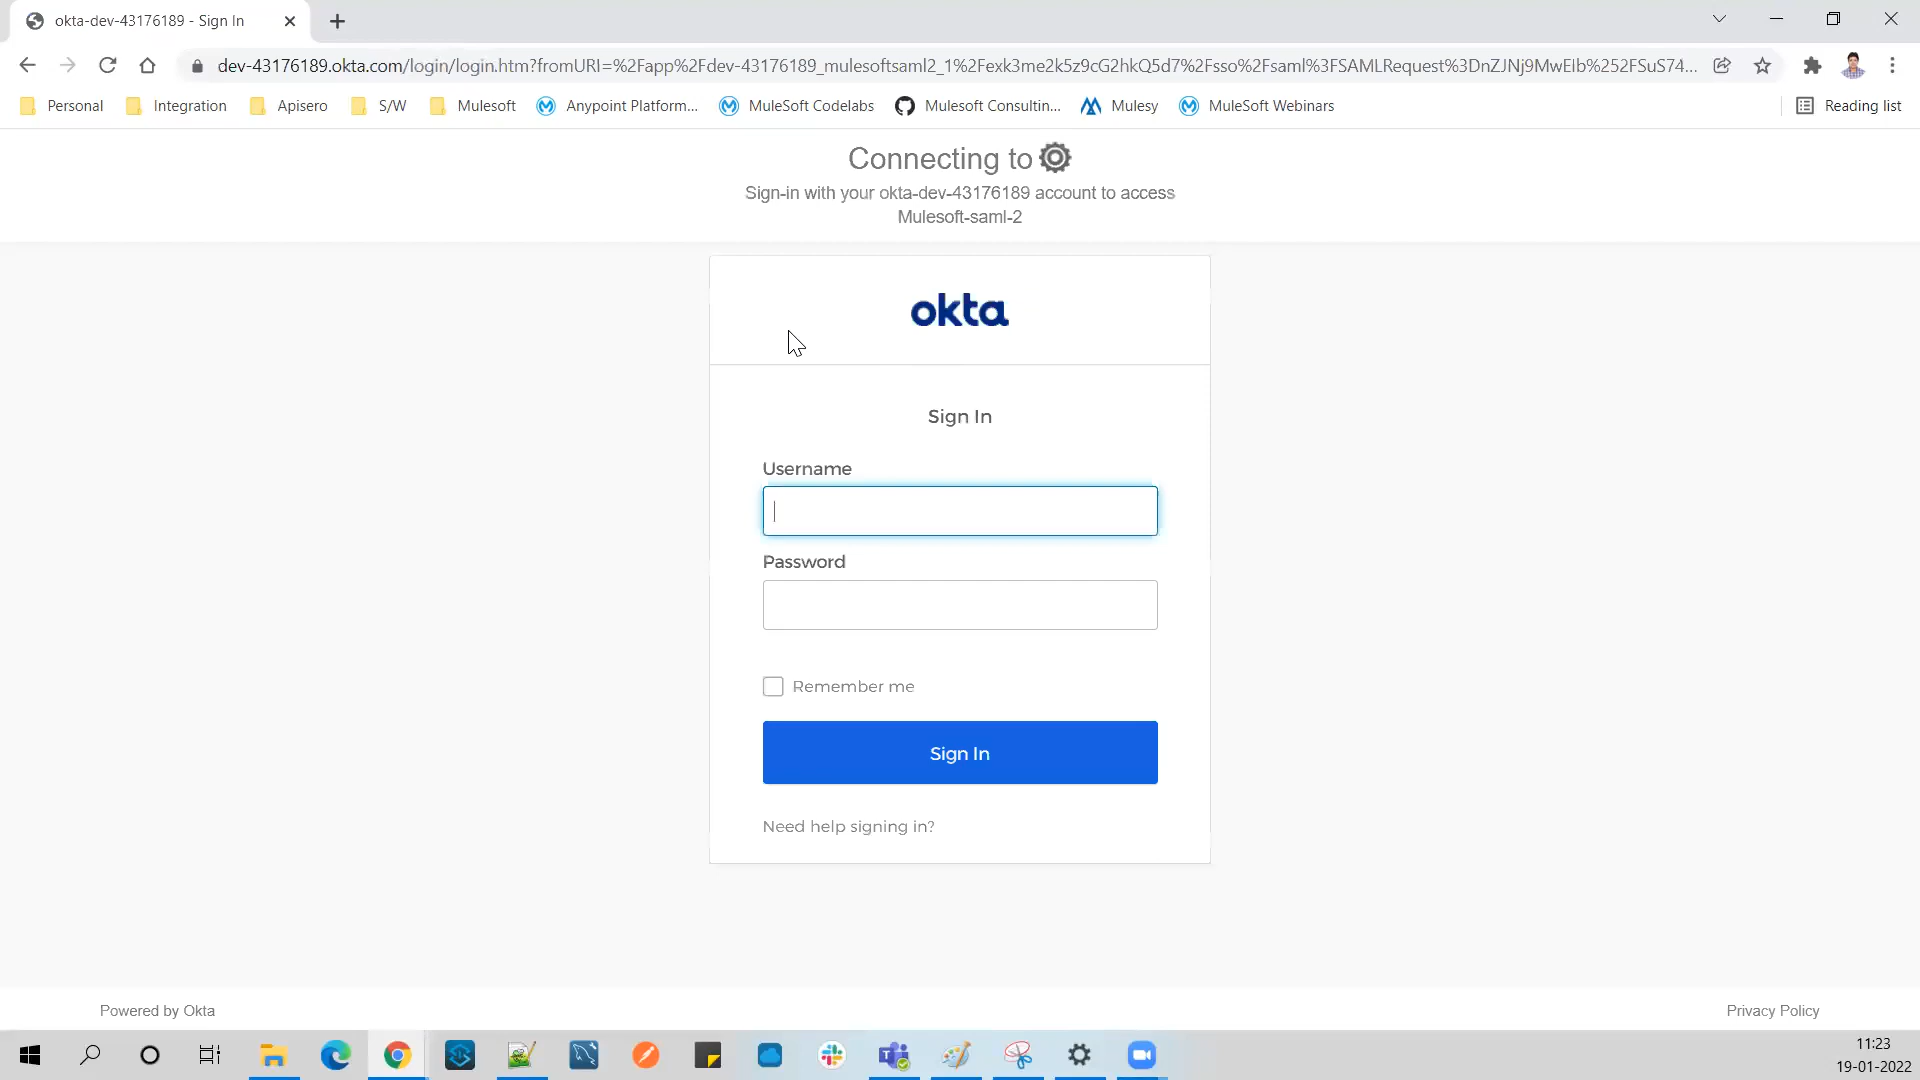 okta-dev-43176189 - Sign In
dev-43176189.okta.com/login/login.htm?fromURI=%2Fapp%2Fdev-43176189_mulesoftsaml2_1%2Fexk3me2k5z9cG2hkQ5d7%2Fsso%2Fsaml%3FSAMLRequest%3DnZJNj9MwEIb%252FSuS74...
Personal
Integration
Apisero
S/W
Mulesoft
Anypoint Platform...
MuleSoft Codelabs
Mulesoft Consultin...
Mulesy
MuleSoft Webinars
Reading list
Connecting to
Sign-in with your okta-dev-43176189 account to access
Mulesoft-saml-2
okta
Sign In
Username
Password
Remember me
Sign In
Need help signing in?
Powered by Okta
Privacy Policy
11:23
19-01-2022